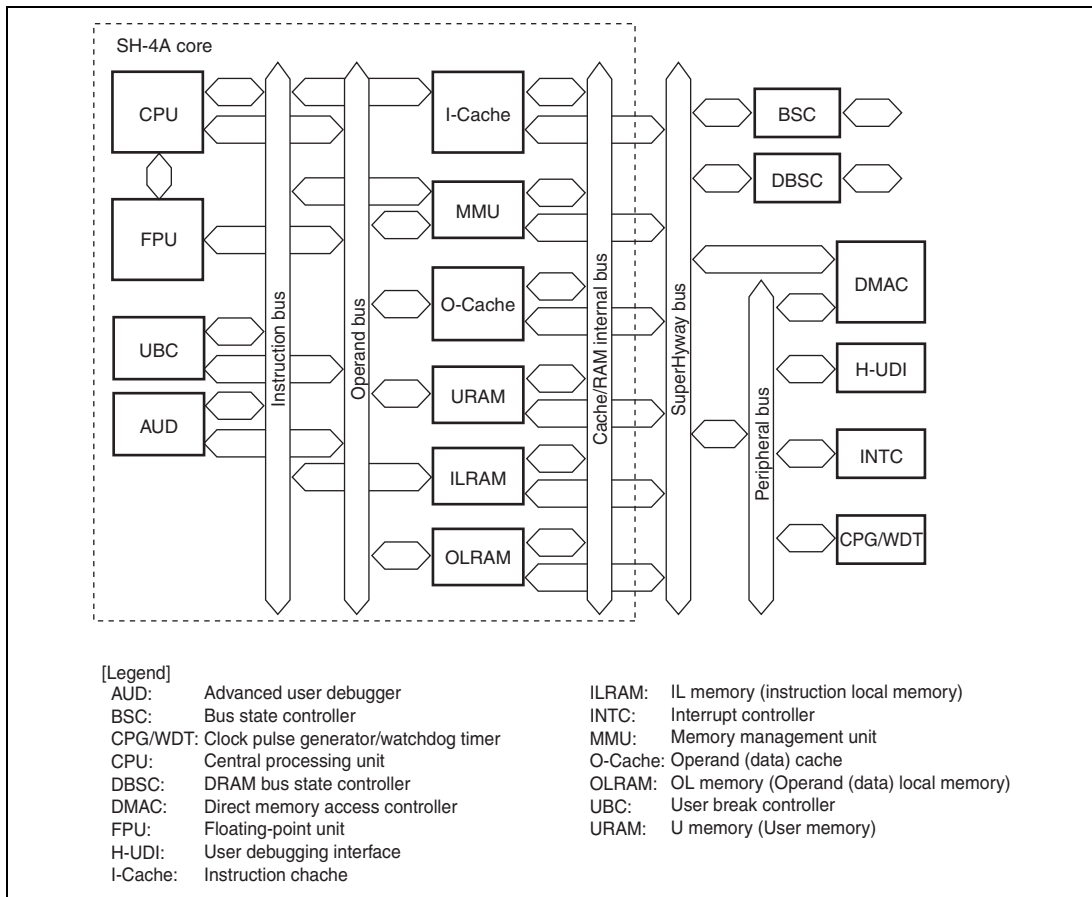 SH-4A core
CPU
I-Cache
BSC
DBSC
MMU
FPU
DMAC
O-Cache
UBC
H-UDI
URAM
AUD
INTC
ILRAM
CPG/WDT
OLRAM
Instruction bus
Operand bus
Cache/RAM internal bus
SuperHyway bus
Peripheral bus
[Legend]
AUD: Advanced user debugger
BSC: Bus state controller
CPG/WDT: Clock pulse generator/watchdog timer
CPU: Central processing unit
DBSC: DRAM bus state controller
DMAC: Direct memory access controller
FPU: Floating-point unit
H-UDI: User debugging interface
I-Cache: Instruction chache
ILRAM: IL memory (instruction local memory)
INTC: Interrupt controller
MMU: Memory management unit
O-Cache: Operand (data) cache
OLRAM: OL memory (Operand (data) local memory)
UBC: User break controller
URAM: U memory (User memory)